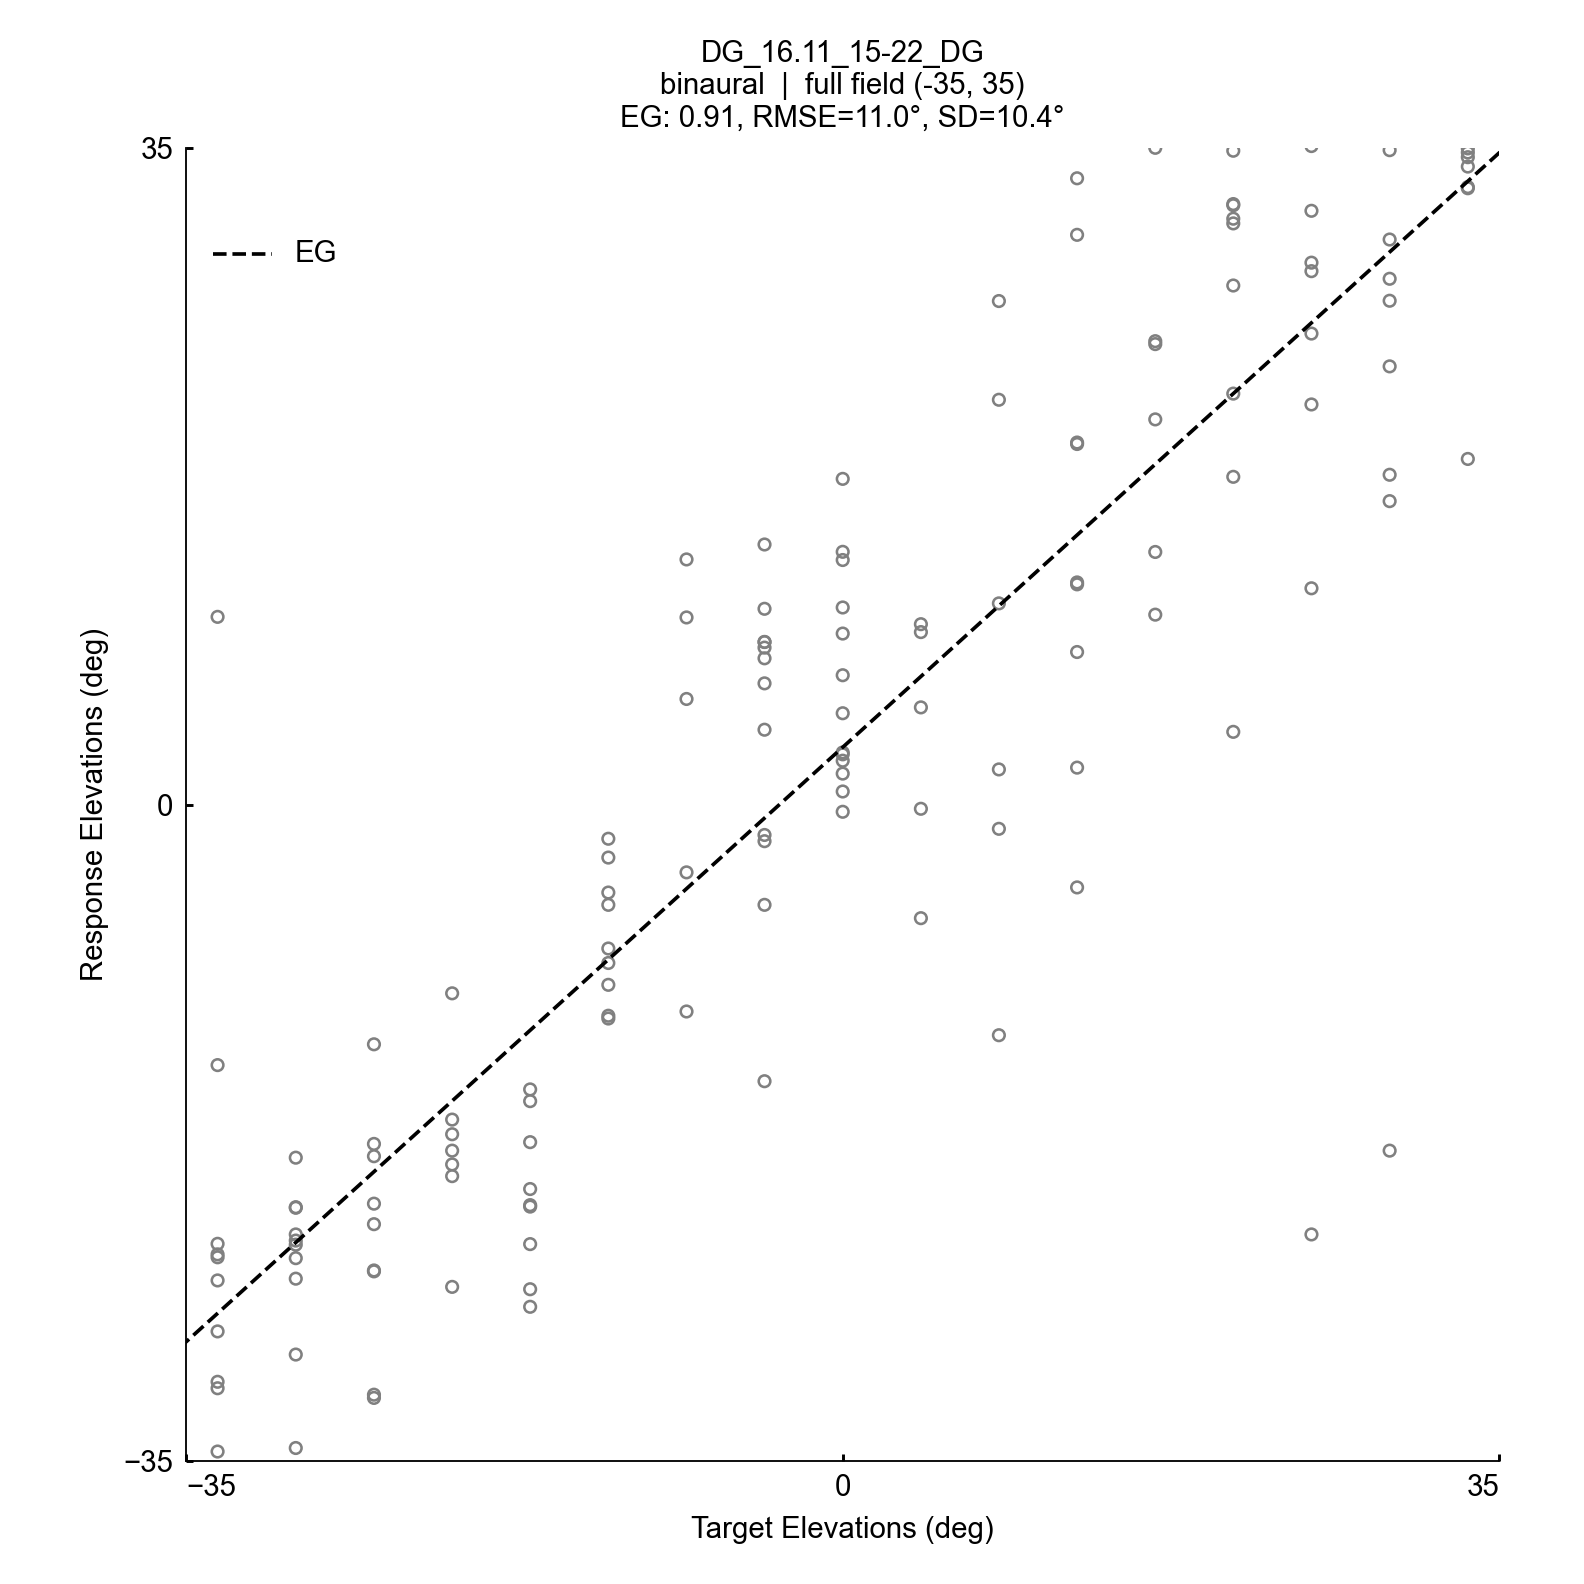 DG_16.11_15-22_DG
binaural | full field (-35, 35)
EG: 0.91, RMSE=11.0°, SD=10.4°
35
EG
Response Elevations (deg)
0
−35
−35
0
35
Target Elevations (deg)